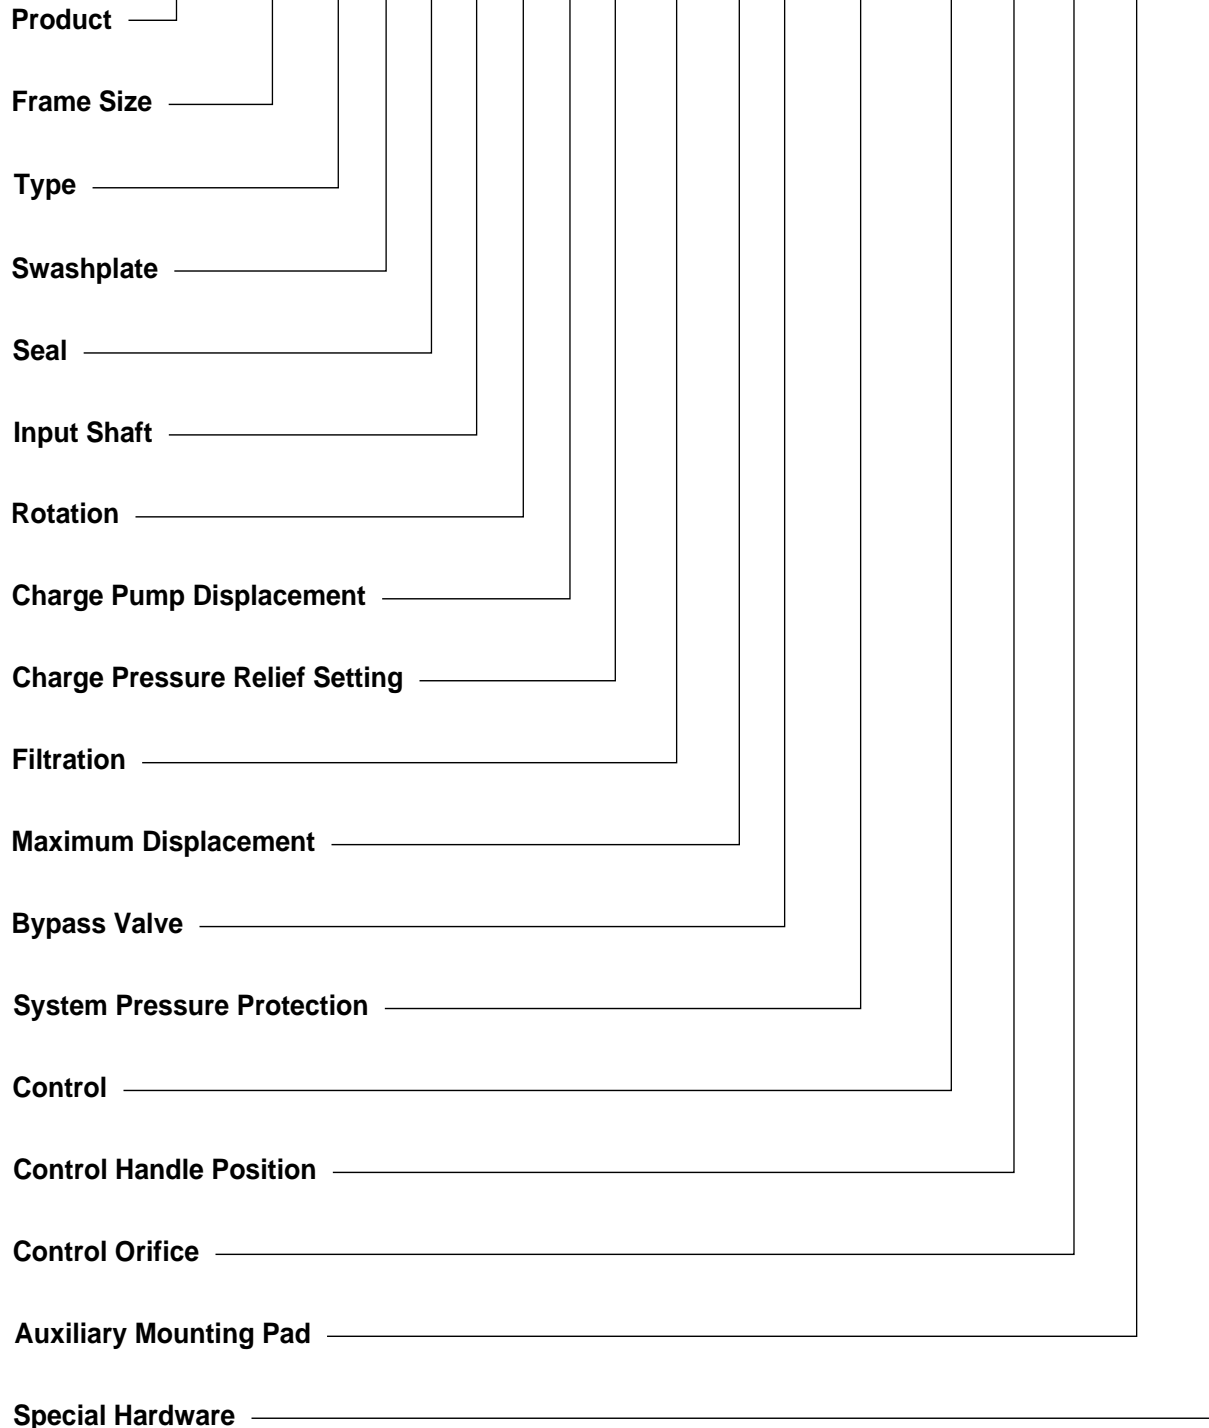 Product
Frame Size
Type
Swashplate
Seal
Input Shaft
Rotation
Charge Pump Displacement
Charge Pressure Relief Setting
Filtration
Maximum Displacement
Bypass Valve
System Pressure Protection
Control
Control Handle Position
Control Orifice
Auxiliary Mounting Pad
Special Hardware